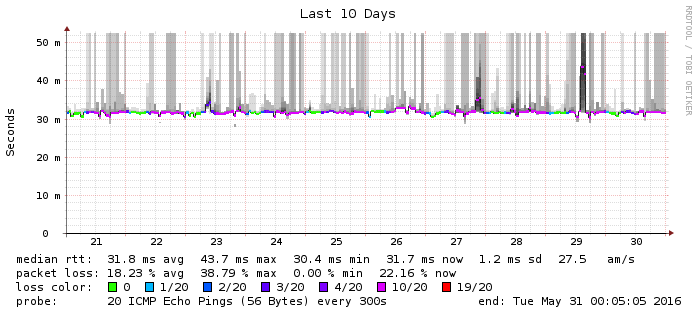 Last 10 Days
RRDTOOL / TOBI OETIKER
Seconds
50 m
40 m
30 m
20 m
10 m
0
21 22 23 24 25 26 27 28 29 30
median rtt: 31.8 ms avg 43.7 ms max 30.4 ms min 31.7 ms now 1.2 ms sd 27.5 am/s
packet loss: 18.23 % avg 38.79 % max 0.00 % min 22.16 % now
loss color: 0 1/20 2/20 3/20 4/20 10/20 19/20
probe: 20 ICMP Echo Pings (56 Bytes) every 300s end: Tue May 31 00:05:05 2016